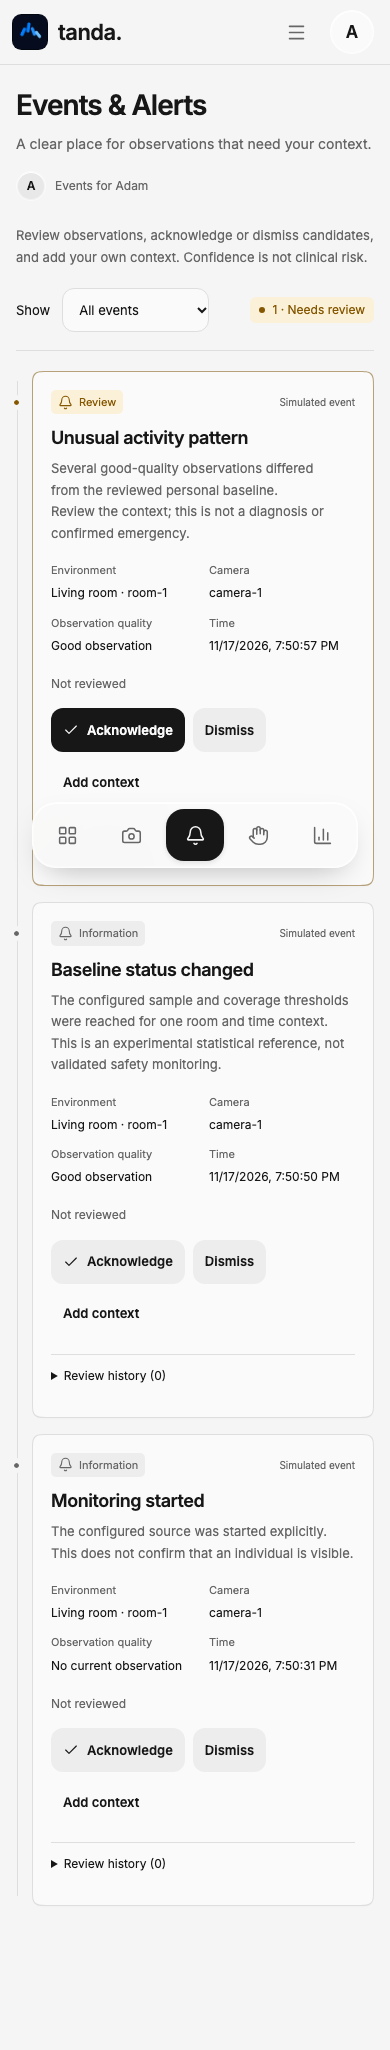 tanda.
A
Events & Alerts
A clear place for observations that need your context.
A Events for Adam
Review observations, acknowledge or dismiss candidates,
and add your own context. Confidence is not clinical risk.
Show All events 1 · Needs review
Review Simulated event
Unusual activity pattern
Several good-quality observations differed
from the reviewed personal baseline.
Review the context; this is not a diagnosis or
confirmed emergency.
Environment Camera
Living room · room-1 camera-1
Observation quality Time
Good observation 11/17/2026, 7:50:57 PM
Not reviewed
Acknowledge Dismiss
Add context
Information Simulated event
Baseline status changed
The configured sample and coverage thresholds
were reached for one room and time context.
This is an experimental statistical reference, not
validated safety monitoring.
Environment Camera
Living room · room-1 camera-1
Observation quality Time
Good observation 11/17/2026, 7:50:50 PM
Not reviewed
Acknowledge Dismiss
Add context
Review history (0)
Information Simulated event
Monitoring started
The configured source was started explicitly.
This does not confirm that an individual is visible.
Environment Camera
Living room · room-1 camera-1
Observation quality Time
No current observation 11/17/2026, 7:50:31 PM
Not reviewed
Acknowledge Dismiss
Add context
Review history (0)